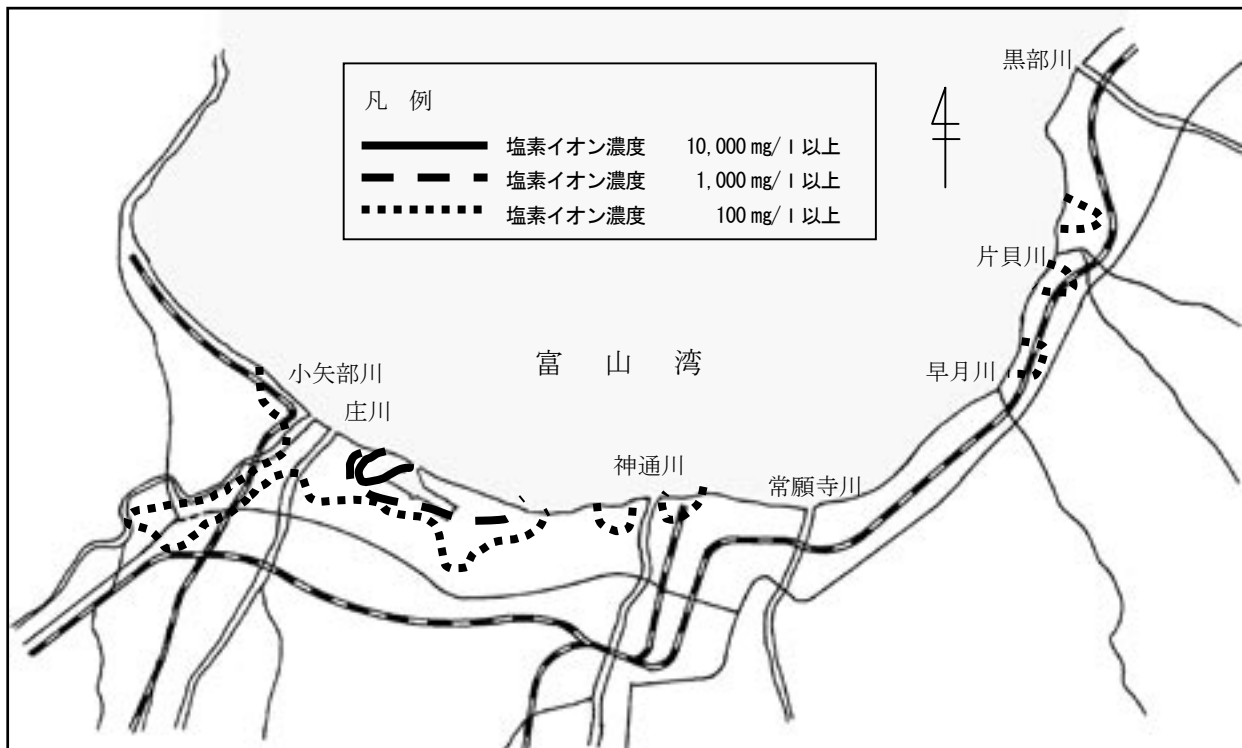 黒部川
凡 例
塩素イオン濃度 10,000 mg/l 以上
塩素イオン濃度 1,000 mg/l 以上
塩素イオン濃度 100 mg/l 以上
片貝川
富 山 湾
早月川
小矢部川
庄川
神通川
常願寺川